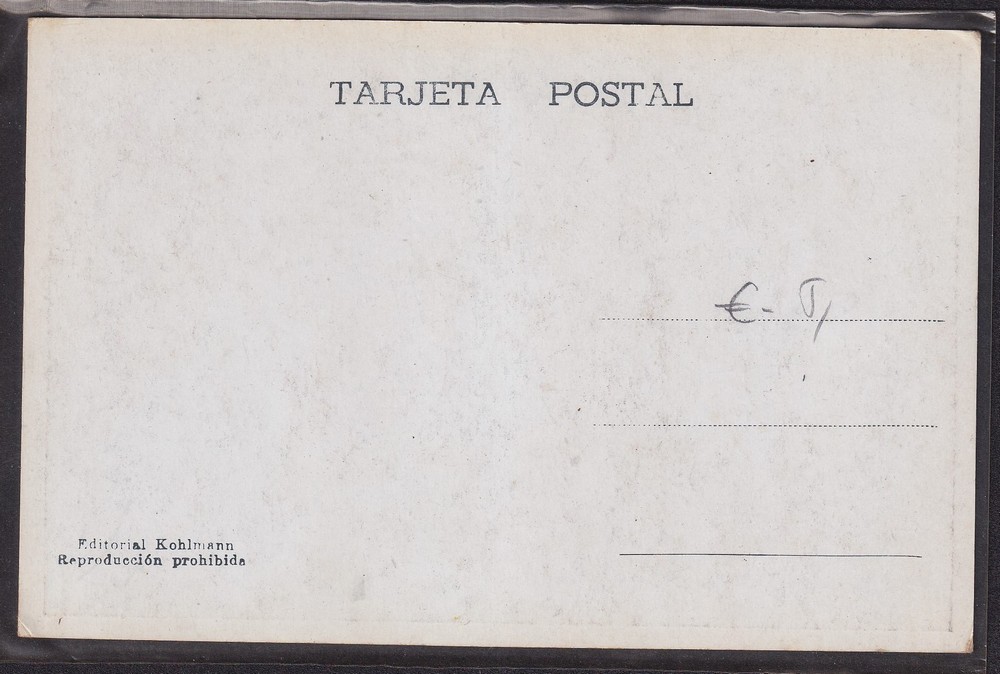 TARJETA POSTAL
€-
Editorial Kohlmann
Reproducción prohibida